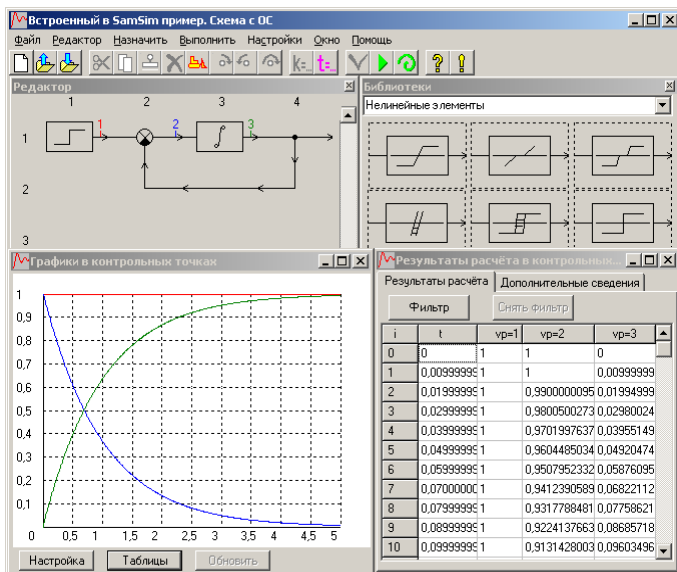 Встроенный в SamSim пример. Схема с ОС
Файл Редактор Назначить Выполнить Настройки Окно Помощь
k=.. t=..
Редактор
1 2 3 4
1
2
3
1 2 3
Библиотеки
Нелинейные элементы
Графики в контрольных точках
1
0,9
0,8
0,7
0,6
0,5
0,4
0,3
0,2
0,1
0 0,5 1 1,5 2 2,5 3 3,5 4 4,5 5
Настройка Таблицы Обновить
Результаты расчёта в контрольных...
Результаты расчёта Дополнительные сведения
Фильтр Снять фильтр
i t vp=1 vp=2 vp=3
0 0 1 1 0
1 0,00999999 1 1 0,00999999
2 0,01999999 1 0,9900000095 0,01994999
3 0,02999999 1 0,9800500273 0,02980024
4 0,03999999 1 0,9701997637 0,03955149
5 0,04999999 1 0,9604485034 0,04920474
6 0,05999999 1 0,9507952332 0,05876095
7 0,07000000 1 0,9412390589 0,06822112
8 0,07999999 1 0,9317788481 0,07758621
9 0,08999999 1 0,9224137663 0,08685718
10 0,09999999 1 0,9131428003 0,09603496